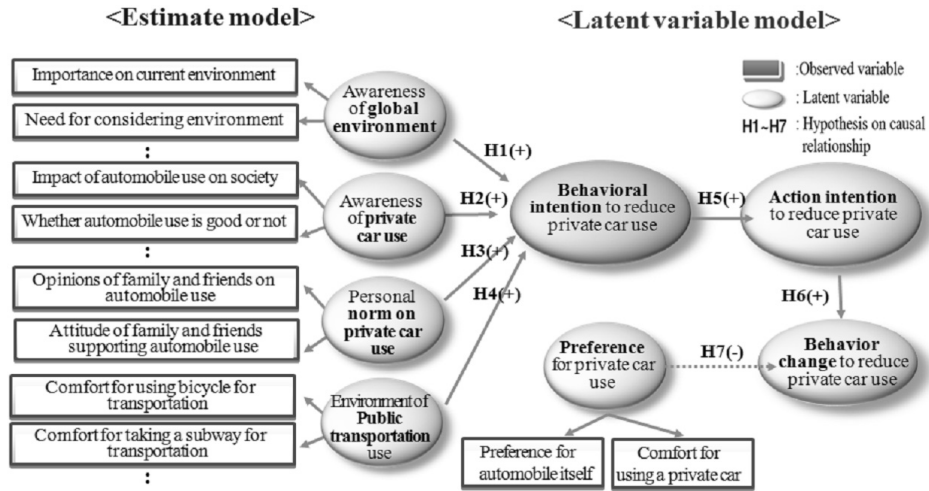 <Estimate model>
<Latent variable model>
Importance on current environment
Need for considering environment
:
Impact of automobile use on society
Whether automobile use is good or not
:
Opinions of family and friends on
automobile use
Attitude of family and friends
supporting automobile use
Comfort for using bicycle for
transportation
Comfort for taking a subway for
transportation
:
Awareness
of global
environment
Awareness
of private
car use
Personal
norm on
private car
use
Environment of
Public
transportation
use
H1(+)
H2(+)
H3(+)
H4(+)
Behavioral
intention to reduce
private car use
H5(+)
Action intention
to reduce private
car use
H6(+)
Preference
for private car
use
H7(-)
Behavior
change to reduce
private car use
Preference for
automobile itself
Comfort for
using a private car
:Observed variable
: Latent variable
H1~H7 : Hypothesis on causal
relationship